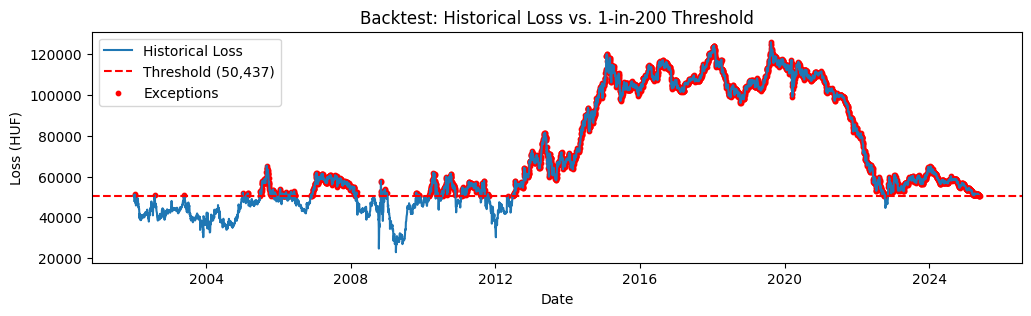 Backtest: Historical Loss vs. 1-in-200 Threshold
Historical Loss
Threshold (50,437)
Exceptions
Loss (HUF)
120000
100000
80000
60000
40000
20000
2004
2008
2012
2016
2020
2024
Date